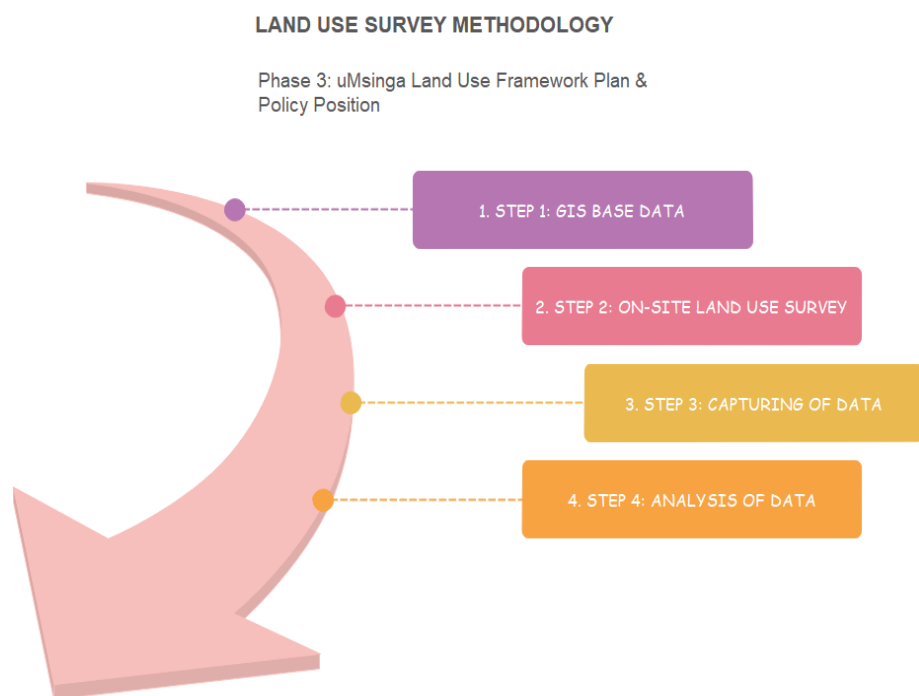 LAND USE SURVEY METHODOLOGY
Phase 3: uMsinga Land Use Framework Plan &
Policy Position
1. STEP 1: GIS BASE DATA
2. STEP 2: ON-SITE LAND USE SURVEY
3. STEP 3: CAPTURING OF DATA
4. STEP 4: ANALYSIS OF DATA